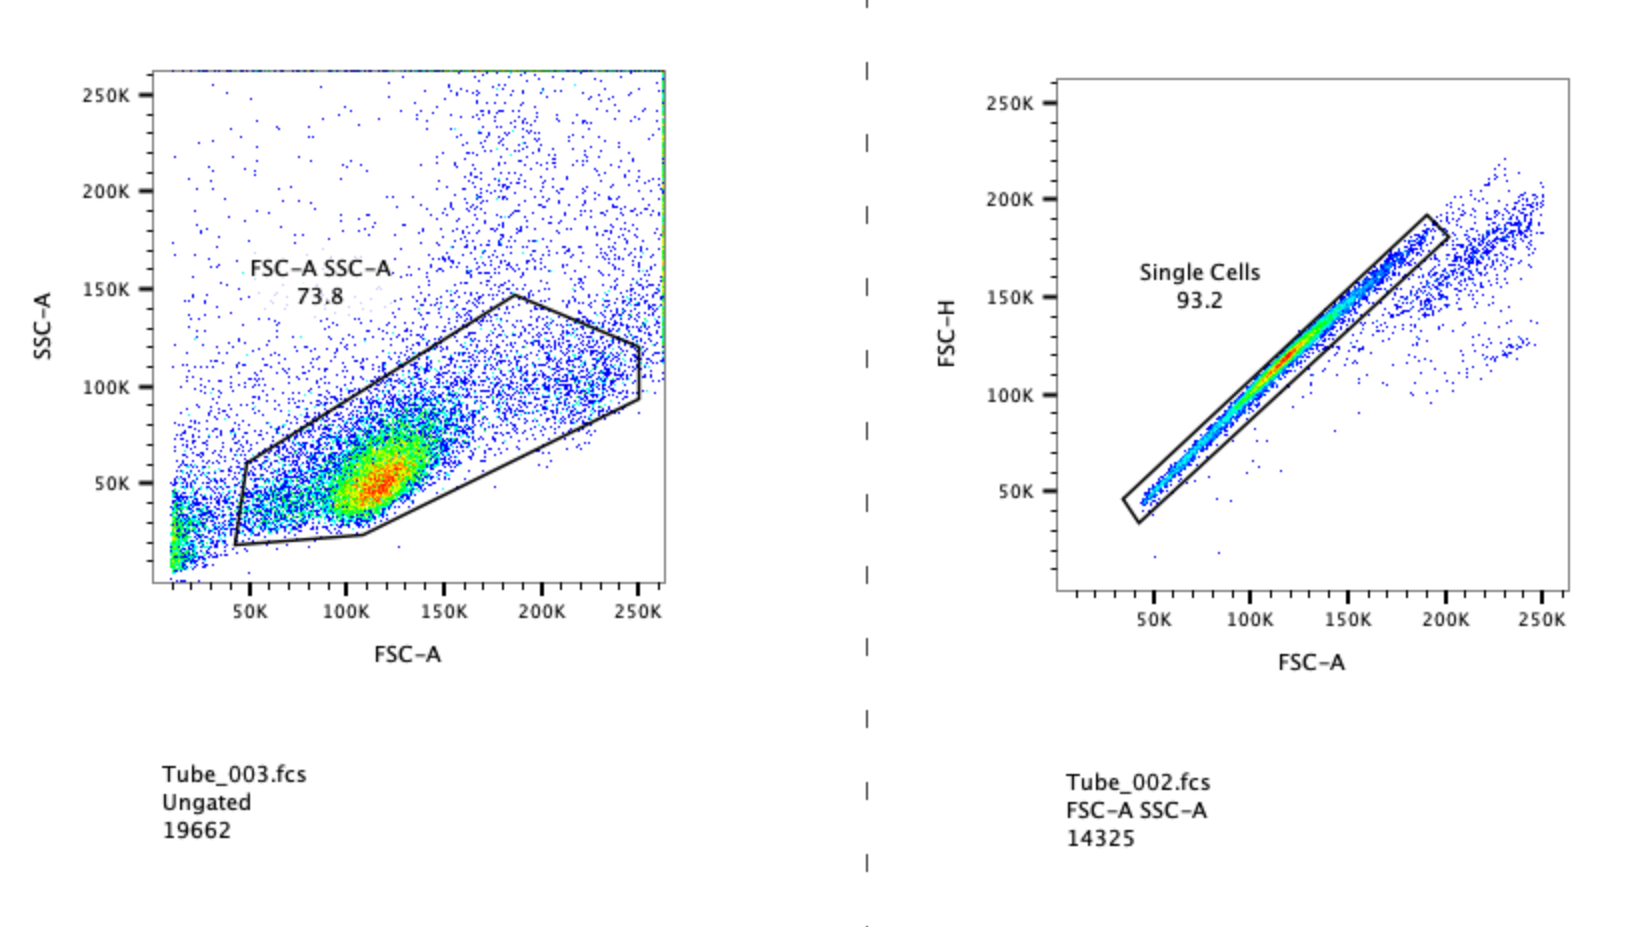 250K
200K
150K
100K
50K
SSC-A
FSC-A SSC-A
73.8
50K 100K 150K 200K 250K
FSC-A
Tube_003.fcs
Ungated
19662
250K
200K
150K
100K
50K
FSC-H
Single Cells
93.2
50K 100K 150K 200K 250K
FSC-A
Tube_002.fcs
FSC-A SSC-A
14325